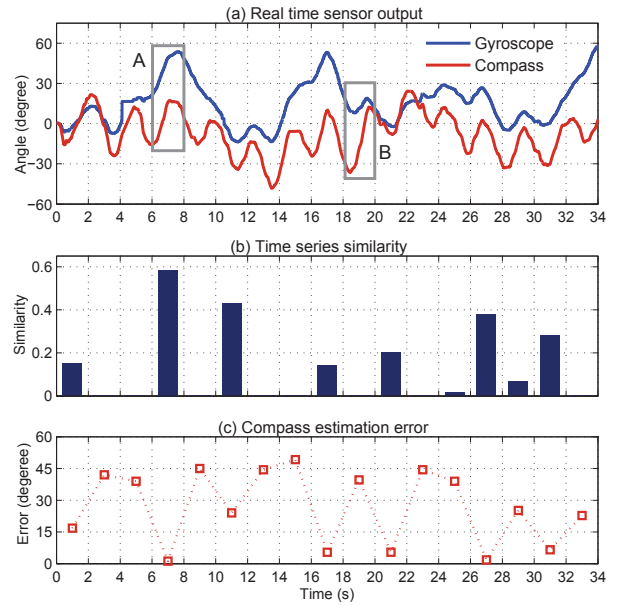 (a) Real time sensor output
60
30
0
−30
−60
Angle (degree)
A
B
Gyroscope
Compass
0 2 4 6 8 10 12 14 16 18 20 22 24 26 28 30 32 34
(b) Time series similarity
0.6
0.4
0.2
0
Similarity
0 2 4 6 8 10 12 14 16 18 20 22 24 26 28 30 32 34
(c) Compass estimation error
60
45
30
15
0
Error (degeree)
0 2 4 6 8 10 12 14 16 18 20 22 24 26 28 30 32 34
Time (s)